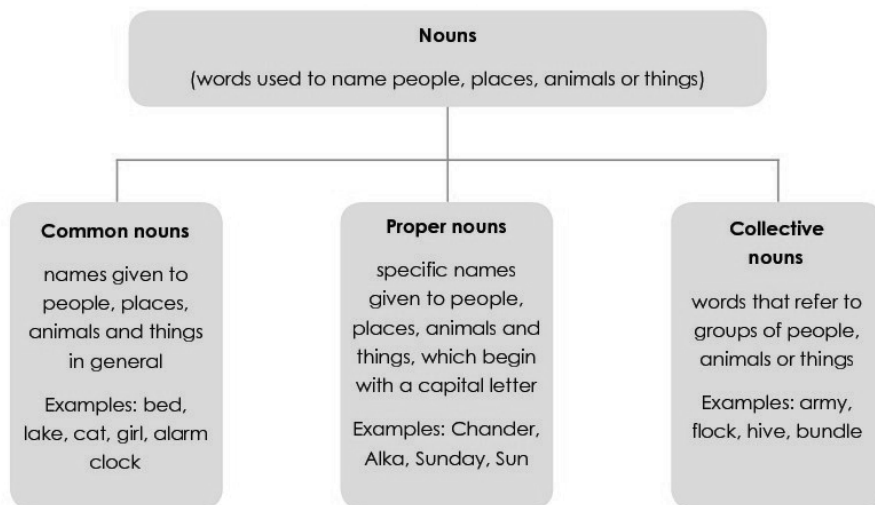 Nouns
(words used to name people, places, animals or things)
Common nouns
names given to
people, places,
animals and things
in general
Examples: bed,
lake, cat, girl, alarm
clock
Proper nouns
specific names
given to people,
places, animals and
things, which begin
with a capital letter
Examples: Chander,
Alka, Sunday, Sun
Collective
nouns
words that refer to
groups of people,
animals or things
Examples: army,
flock, hive, bundle